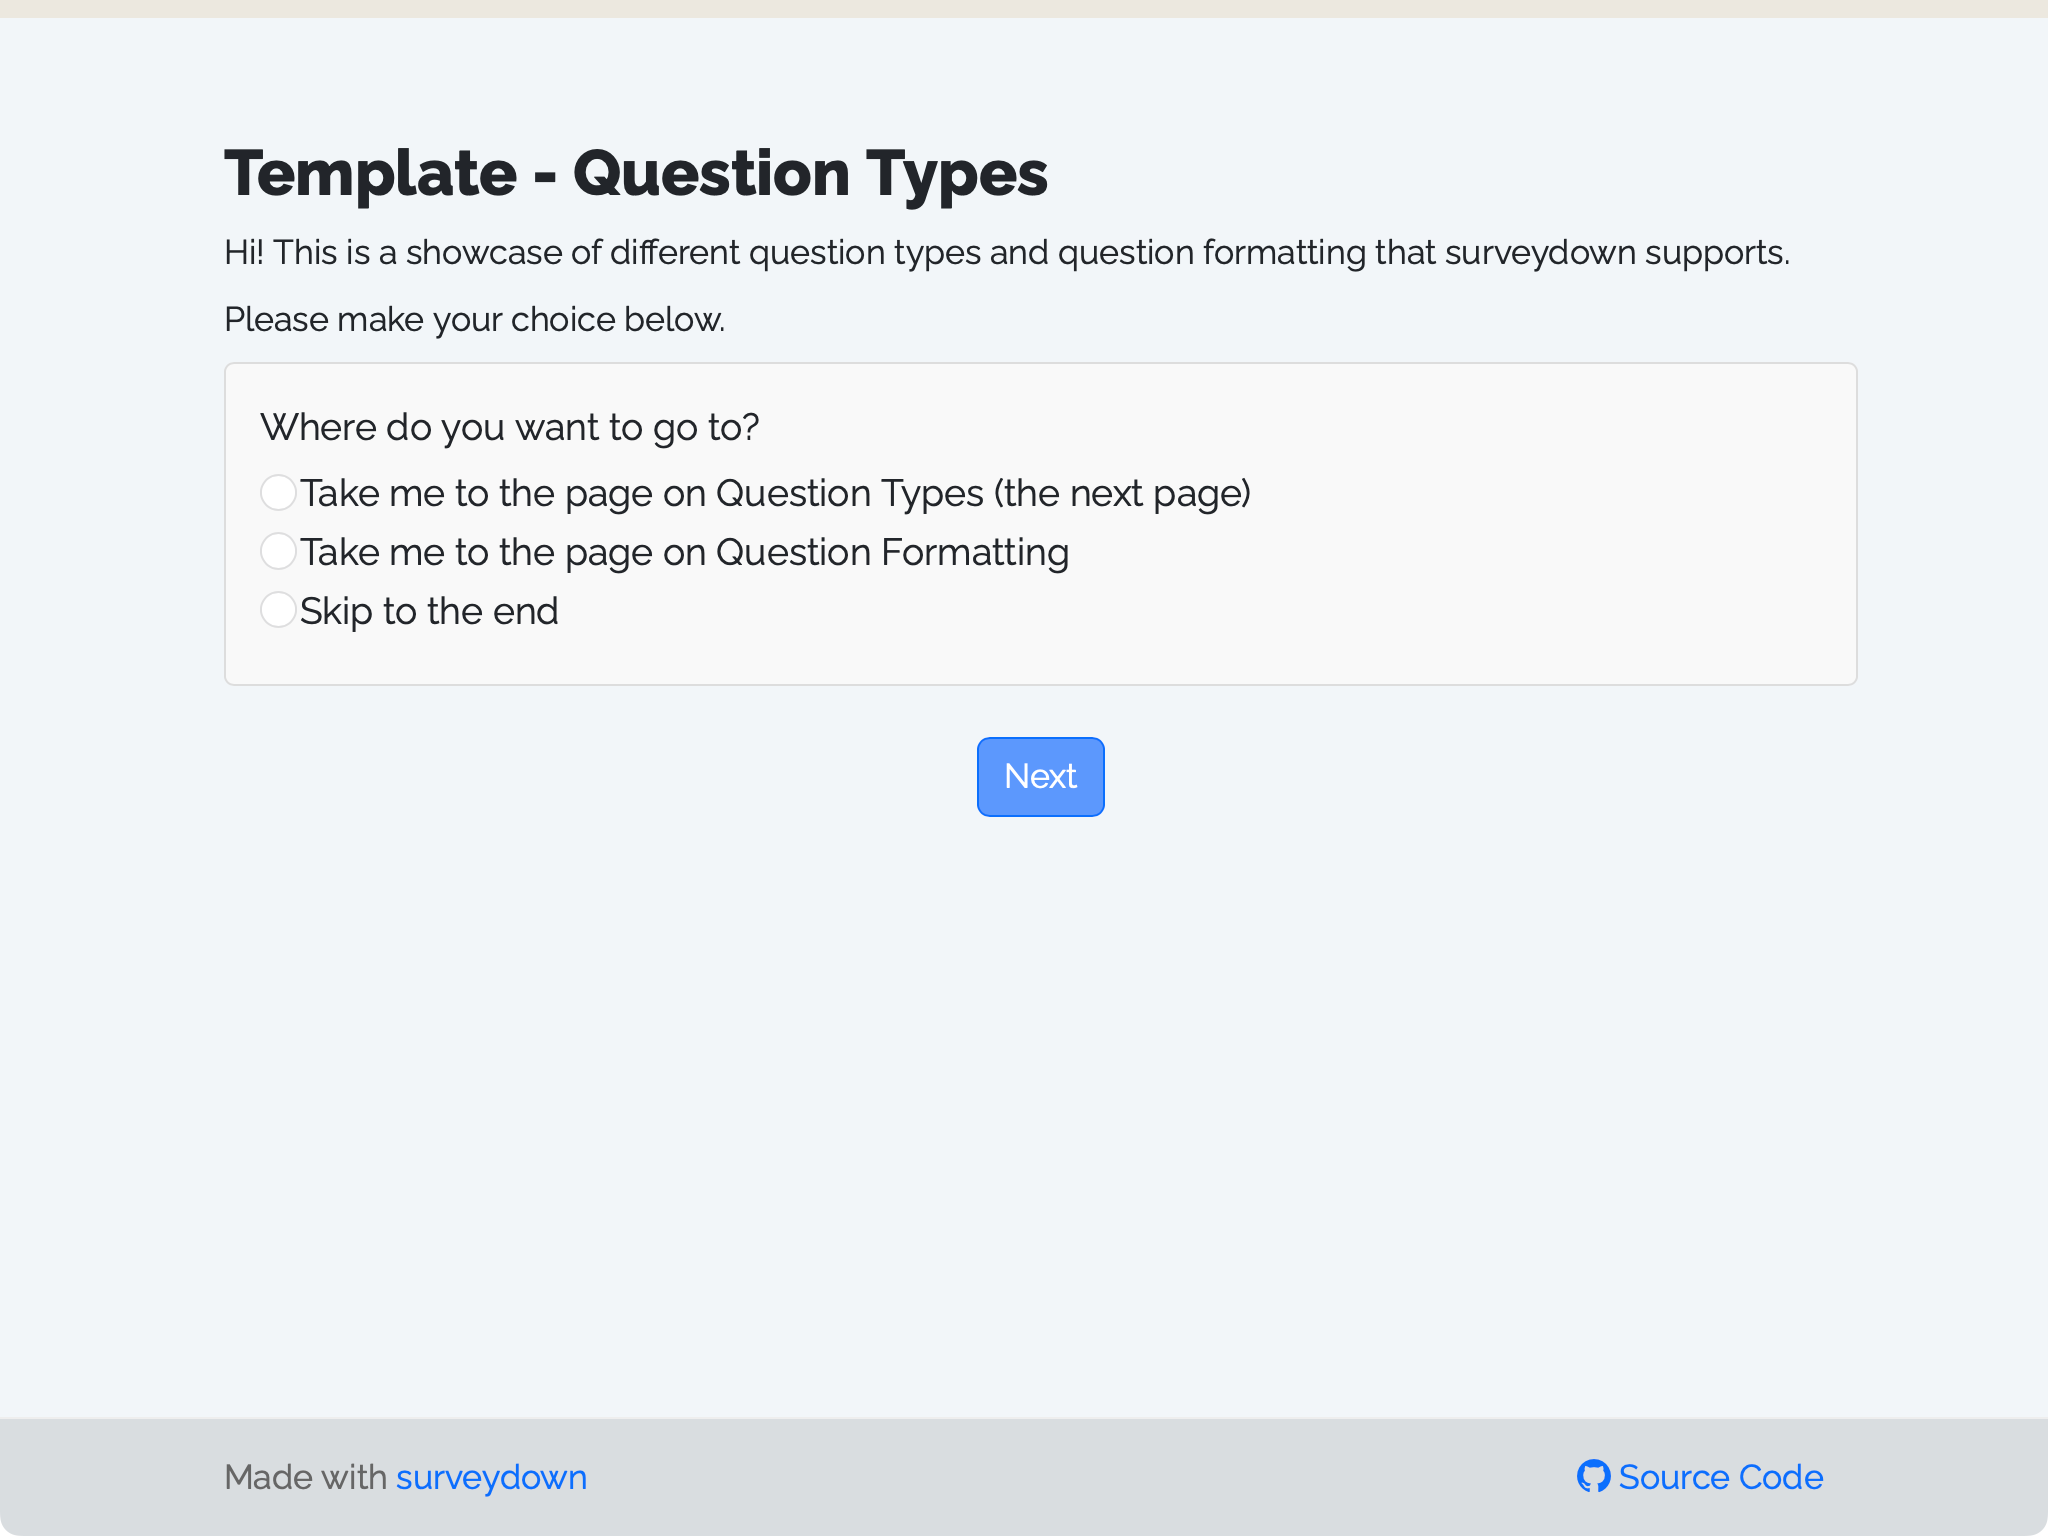 Template - Question Types
Hi! This is a showcase of different question types and question formatting that surveydown supports.
Please make your choice below.
Where do you want to go to?
Take me to the page on Question Types (the next page)
Take me to the page on Question Formatting
Skip to the end
Next
Made with surveydown
Source Code